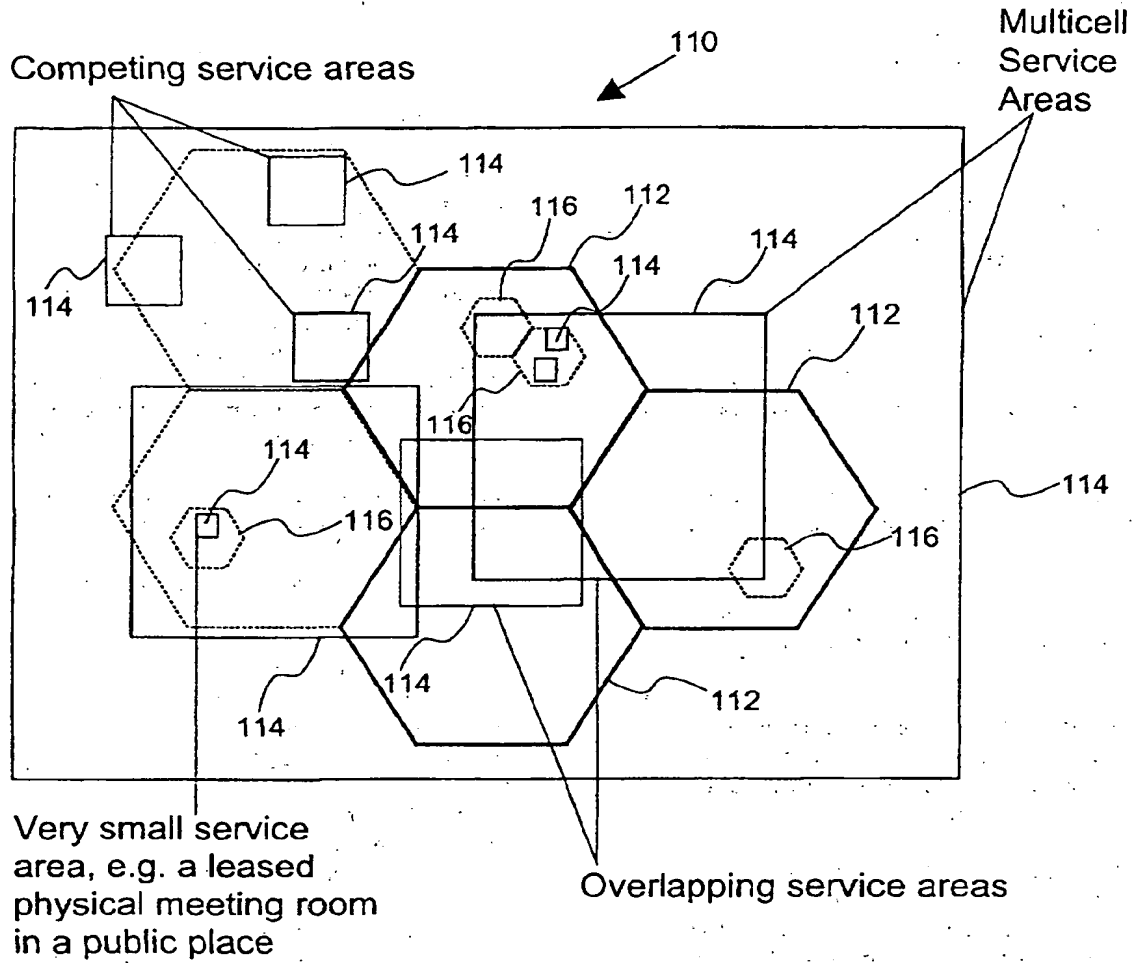 Multicell
Service
Areas
110
Competing service areas
114
112
116
114
114
114
114
112
116
114
114
116
116
114
114
112
114
Very small service
area, e.g. a leased
physical meeting room
in a public place
Overlapping service areas